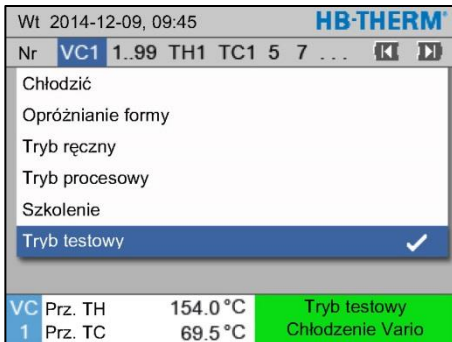 Wt 2014-12-09, 09:45 HB-THERM®
Nr VC1 1..99 TH1 TC1 5 7 ...
Chłodzić
Opróżnianie formy
Tryb ręczny
Tryb procesowy
Szkolenie
Tryb testowy
VC Prz. TH 154.0 °C Tryb testowy
1 Prz. TC 69.5 °C Chłodzenie Vario